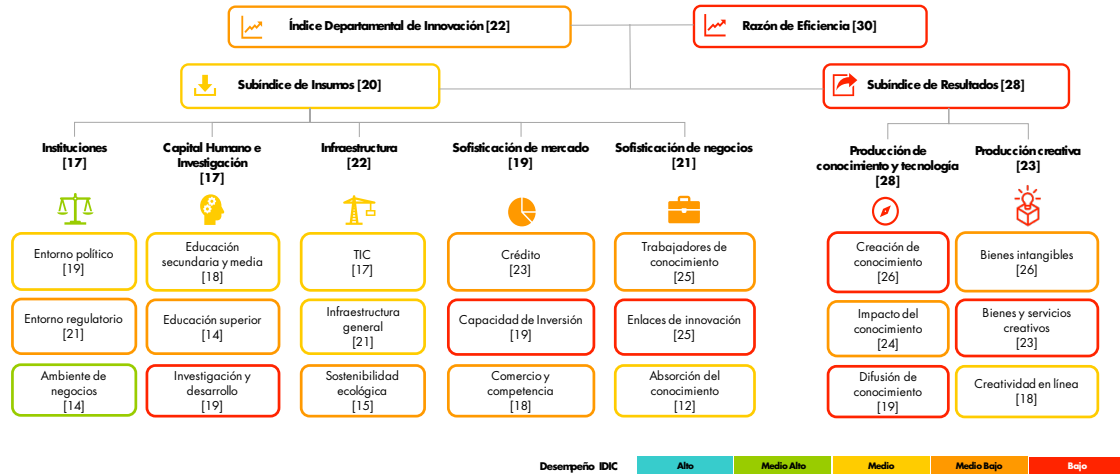 Índice Departamental de Innovación [22]
Razón de Eficiencia [30]
Subíndice de Insumos [20]
Subíndice de Resultados [28]
Instituciones
[17]
Capital Humano e
Investigación
[17]
Infraestructura
[22]
Sofisticación de mercado
[19]
Sofisticación de negocios
[21]
Producción de
conocimiento y tecnología
[28]
Producción creativa
[23]
Entorno político
[19]
Educación
secundaria y media
[18]
TIC
[17]
Crédito
[23]
Trabajadores de
conocimiento
[25]
Creación de
conocimiento
[26]
Bienes intangibles
[26]
Entorno regulatorio
[21]
Educación superior
[14]
Infraestructura
general
[21]
Capacidad de Inversión
[19]
Enlaces de innovación
[25]
Impacto del
conocimiento
[24]
Bienes y servicios
creativos
[23]
Ambiente de
negocios
[14]
Investigación y
desarrollo
[19]
Sostenibilidad
ecológica
[15]
Comercio y
competencia
[18]
Absorción del
conocimiento
[12]
Difusión de
conocimiento
[19]
Creatividad en línea
[18]
Desempeño IDIC
Alto
Medio Alto
Medio
Medio Bajo
Bajo